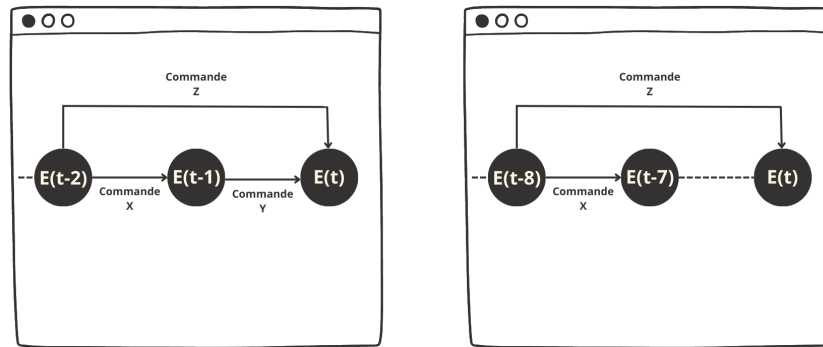 Commande
Z
E(t-2)
E(t-1)
E(t)
Commande
X
Commande
Y
Commande
Z
E(t-8)
E(t-7)
E(t)
Commande
X